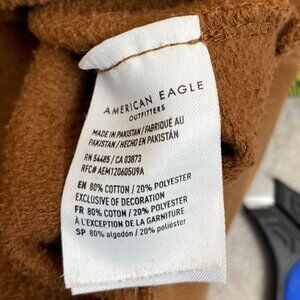 AMERICAN EAGLE
OUTFITTERS
MADE IN PAKISTAN / FABRIQUÉ AU
PAKISTAN / HECHO EN PAKISTÁN
RN 54485 / CA 03873
RFC# AEM120605U9A
EN 80% COTTON / 20% POLYESTER
EXCLUSIVE OF DECORATION
FR 80% COTON / 20% POLYESTER
À L'EXCEPTION DE LA GARNITURE
SP 80% algodón / 20% poliéster